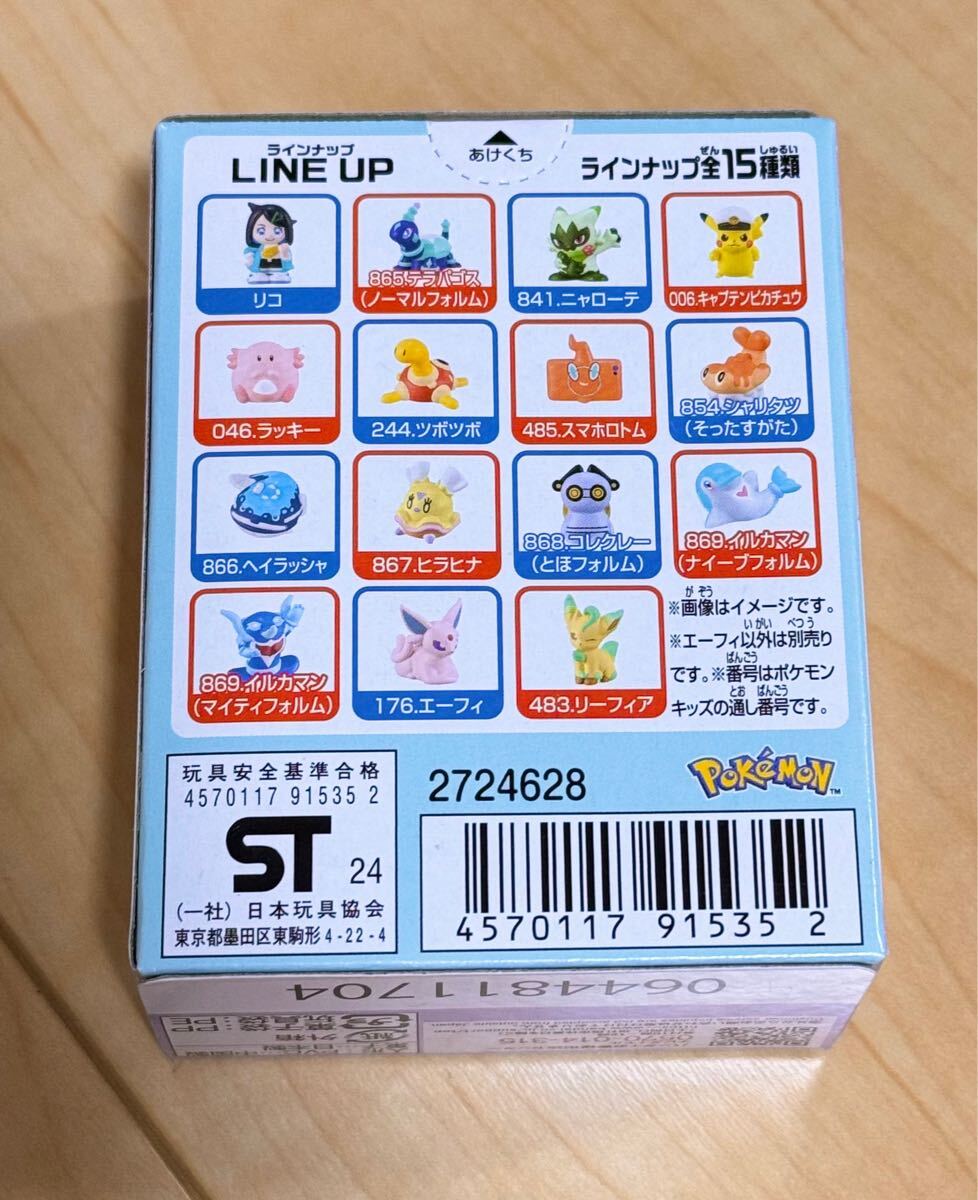 ラインナップ
LINE UP
あけくち
ぜん しゅるい
ラインナップ全15種類
リコ
865.テラパゴス
(ノーマルフォルム)
841.ニャローテ
006.キャプテンピカチュウ
046.ラッキー
244.ツボツボ
485.スマホロトム
854.シャリタツ
(そったすがた)
866.ヘイラッシャ
867.ヒラヒナ
868.コレクレー
(とほフォルム)
869.イルカマン
(ナイーブフォルム)
869.イルカマン
(マイティフォルム)
176.エーフィ
483.リーフィア
がぞう
※画像はイメージです。
いがい べつう
※エーフィ以外は別売り
ばんごう
です。※番号はポケモン
とお ばんごう
キッズの通し番号です。
玩具安全基準合格
4570117 91535 2
ST 24
(一社) 日本玩具協会
東京都墨田区東駒形4-22-4
2724628
POKéMON
TM
4570117 915352
0644811704